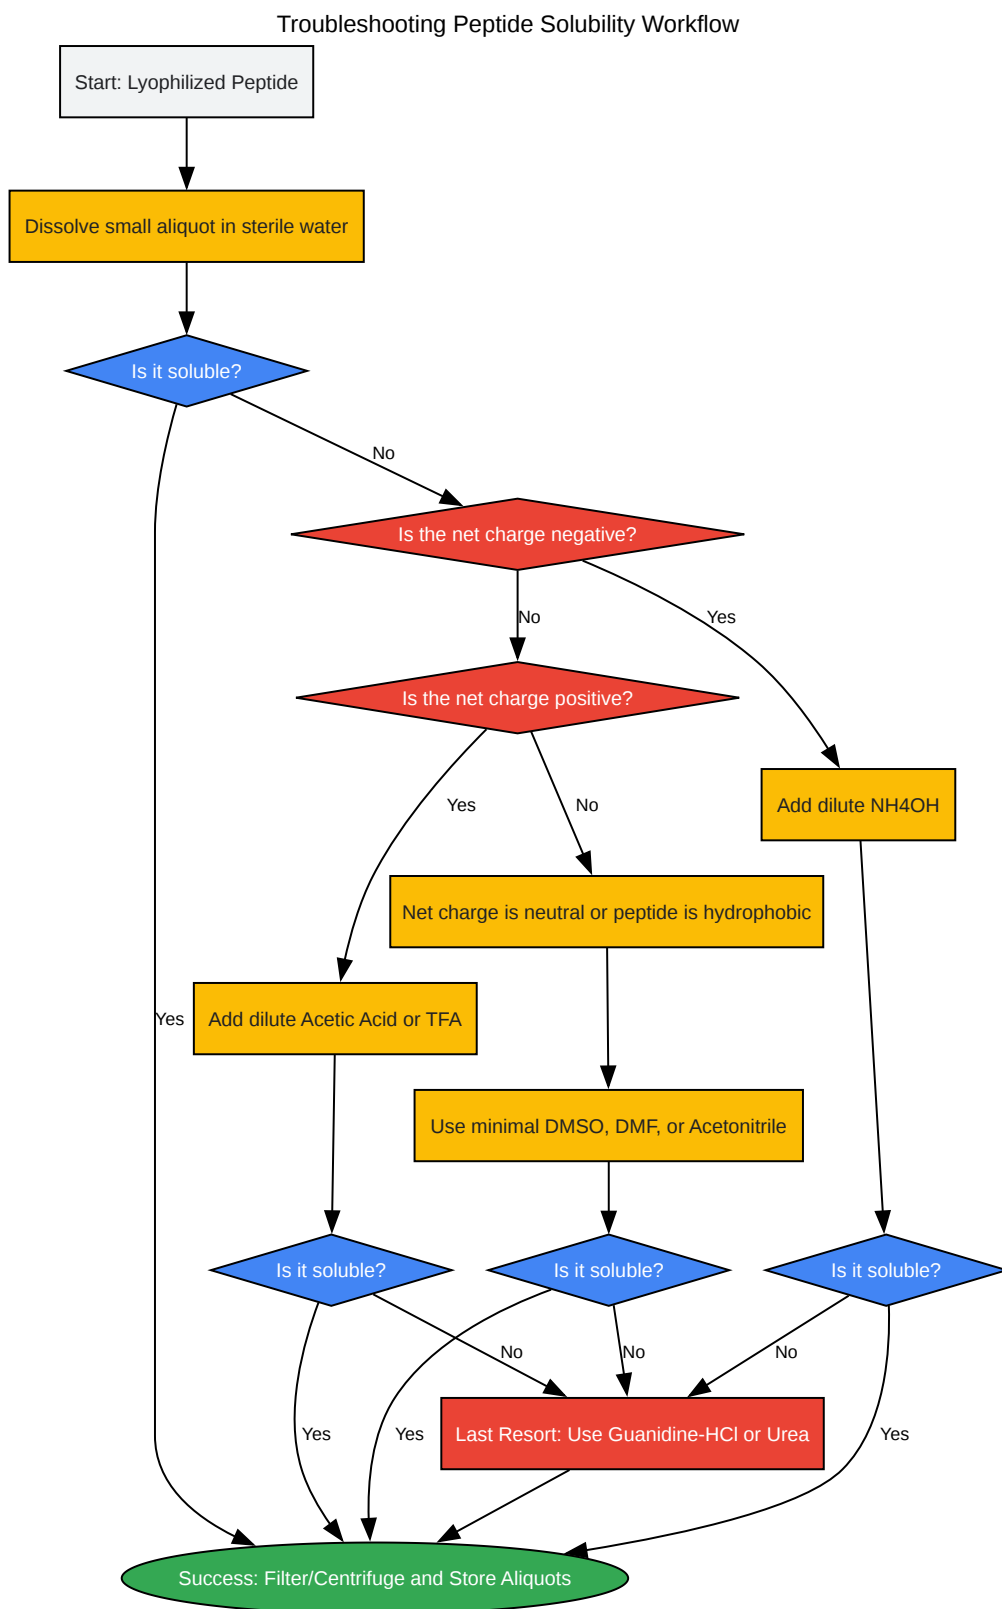 Troubleshooting Peptide Solubility Workflow
Start: Lyophilized Peptide
Dissolve small aliquot in sterile water
Is it soluble?
No
Is the net charge negative?
No
Yes
Is the net charge positive?
Yes
No
Add dilute NH4OH
Net charge is neutral or peptide is hydrophobic
Yes
Add dilute Acetic Acid or TFA
Use minimal DMSO, DMF, or Acetonitrile
Is it soluble?
Is it soluble?
Is it soluble?
No
No
No
Yes
Yes
Last Resort: Use Guanidine-HCl or Urea
Yes
Success: Filter/Centrifuge and Store Aliquots